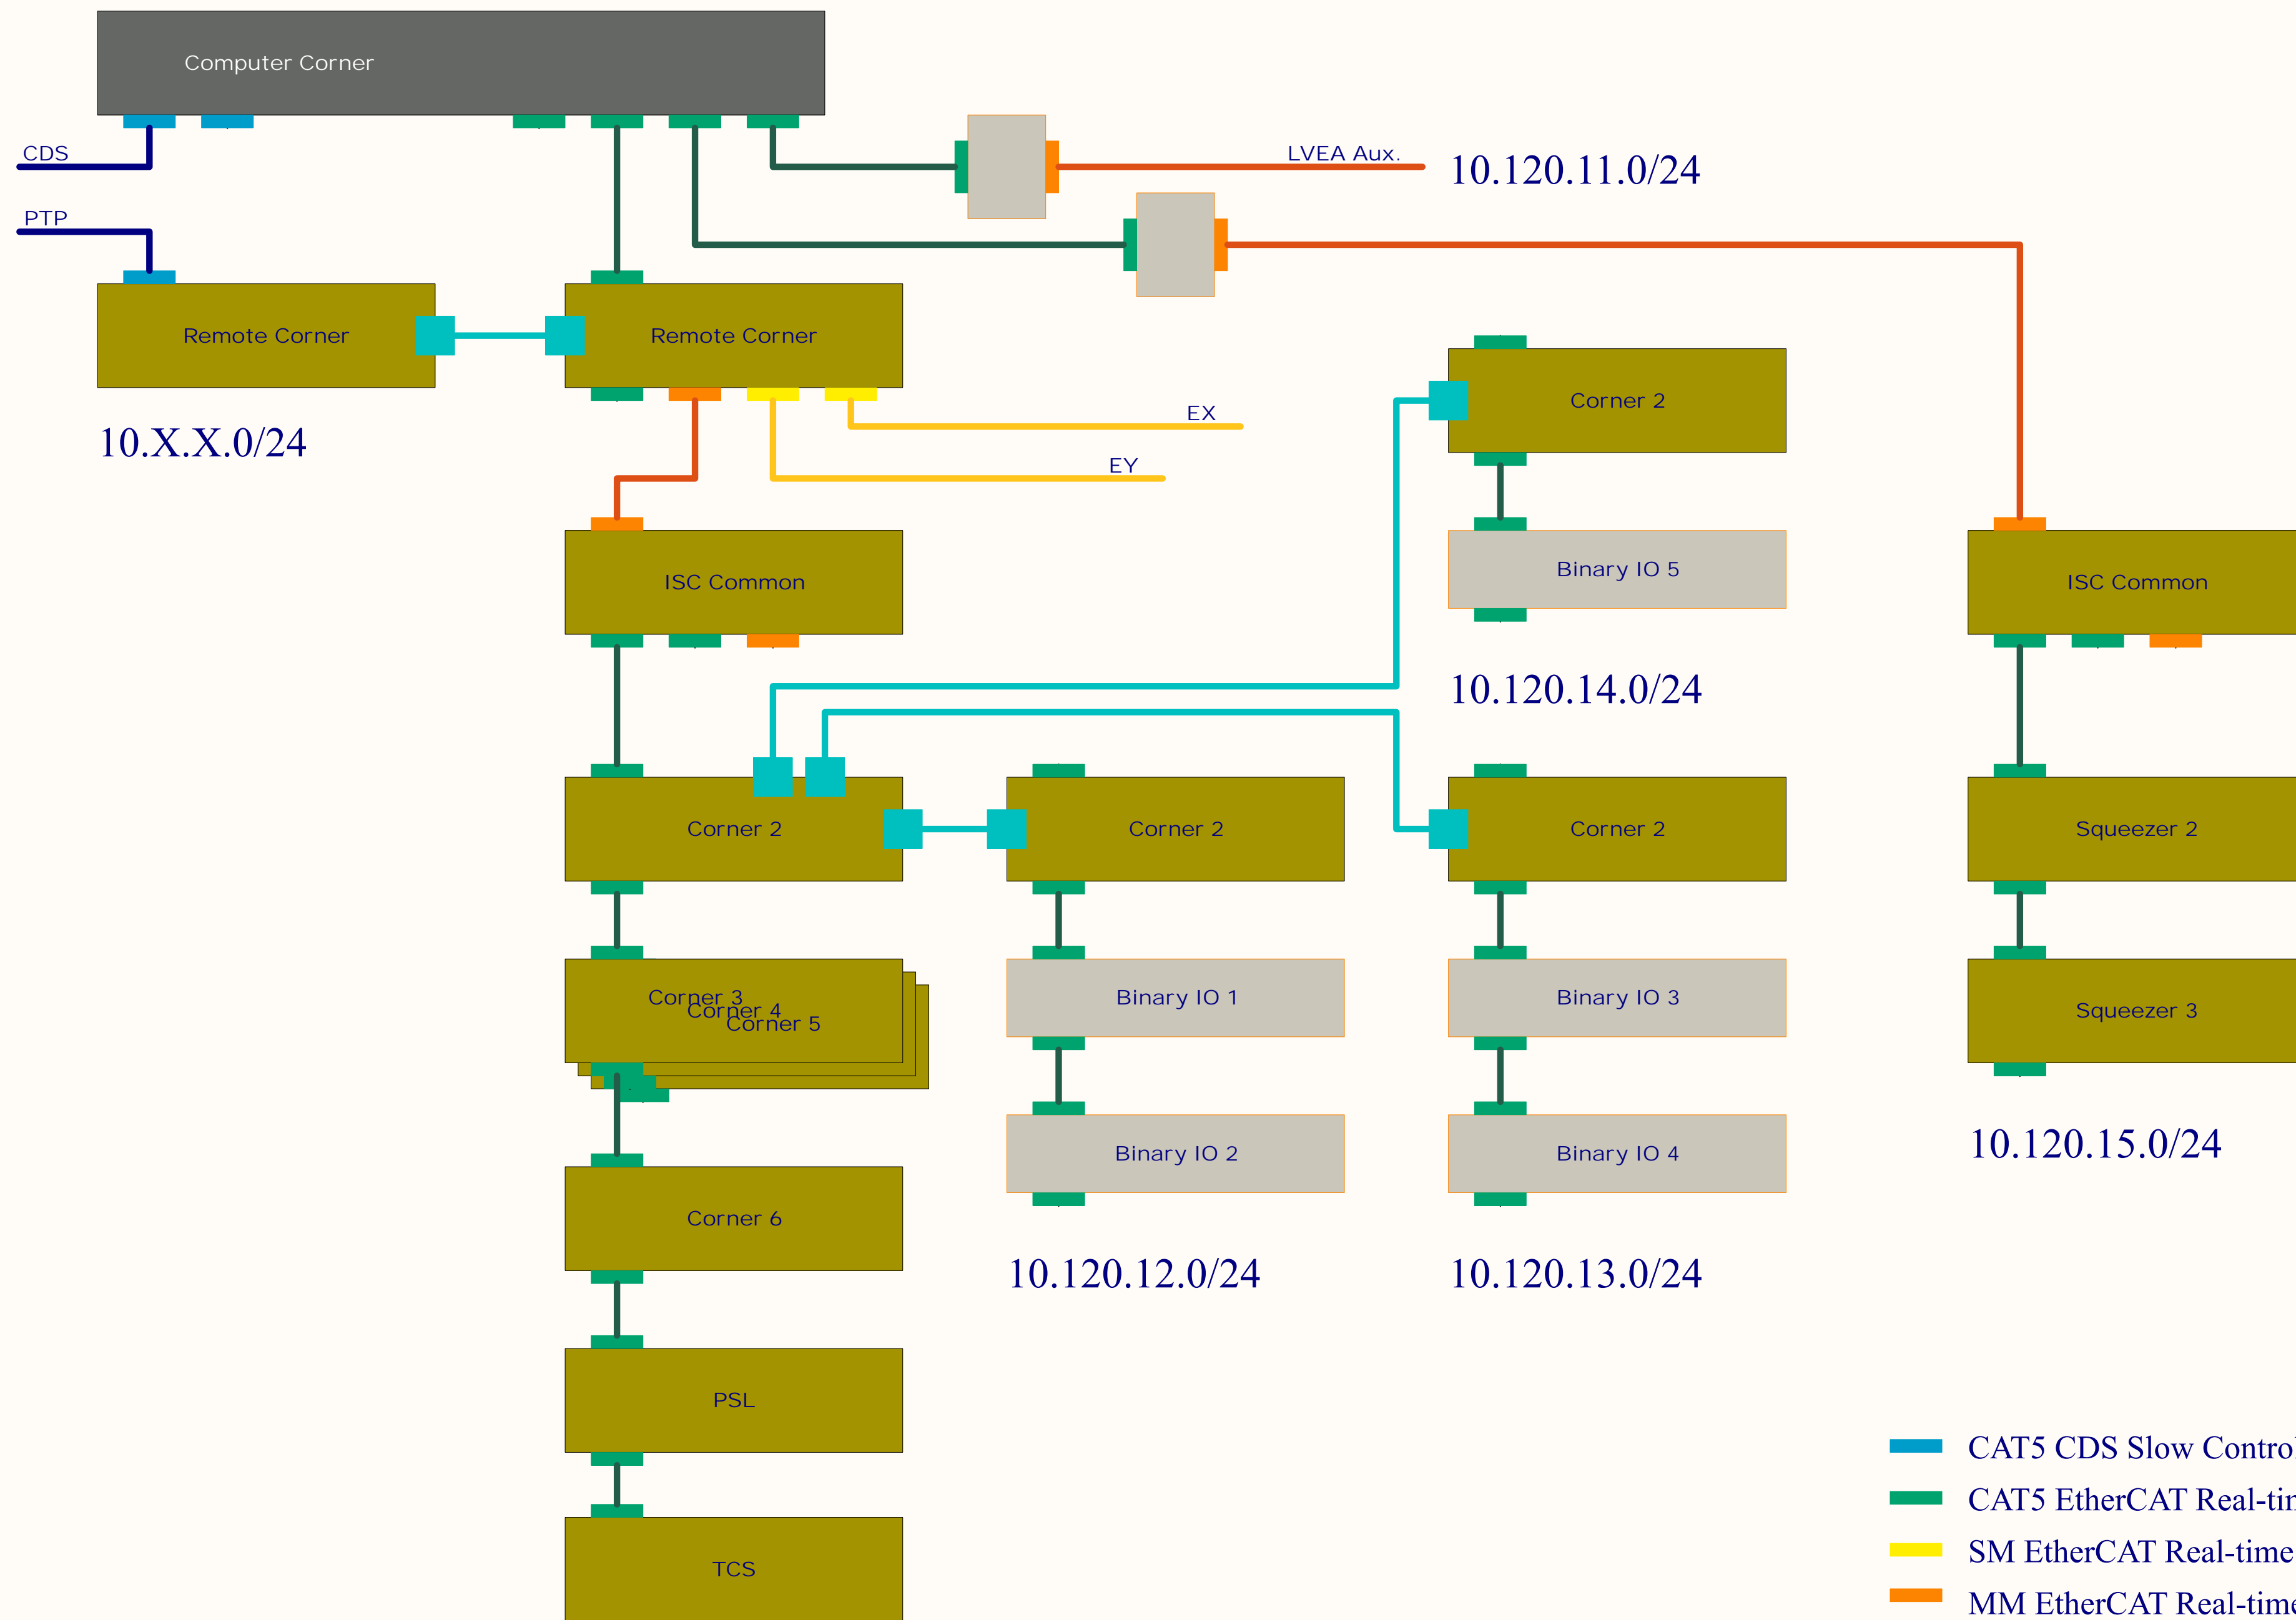 Computer Corner
CDS
LVEA Aux.
10.120.11.0/24
PTP
Remote Corner
Remote Corner
Corner 2
EX
10.X.X.0/24
EY
ISC Common
Binary IO 5
ISC Common
10.120.14.0/24
Corner 2
Corner 2
Corner 2
Squeezer 2
Corner 3
Corner 4
Corner 5
Binary IO 1
Binary IO 3
Squeezer 3
Binary IO 2
Binary IO 4
10.120.15.0/24
Corner 6
10.120.12.0/24
10.120.13.0/24
PSL
CAT5 CDS Slow Control
CAT5 EtherCAT Real-tim
SM EtherCAT Real-time
TCS
MM EtherCAT Real-time